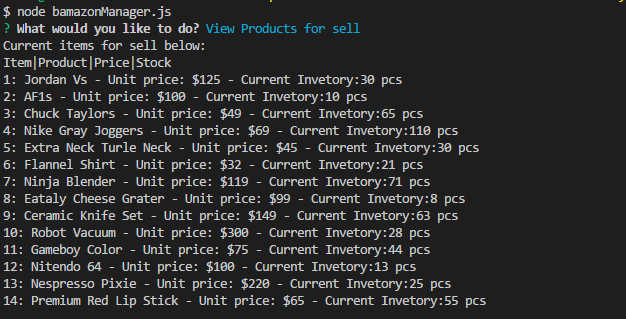 $ node bamazonManager.js
? What would you like to do? View Products for sell
Current items for sell below:
Item|Product|Price|Stock
1: Jordan Vs - Unit price: $125 - Current Invetory:30 pcs
2: AF1s - Unit price: $100 - Current Invetory:10 pcs
3: Chuck Taylors - Unit price: $49 - Current Invetory:65 pcs
4: Nike Gray Joggers - Unit price: $69 - Current Invetory:110 pcs
5: Extra Neck Turle Neck - Unit price: $45 - Current Invetory:30 pcs
6: Flannel Shirt - Unit price: $32 - Current Invetory:21 pcs
7: Ninja Blender - Unit price: $119 - Current Invetory:71 pcs
8: Eataly Cheese Grater - Unit price: $99 - Current Invetory:8 pcs
9: Ceramic Knife Set - Unit price: $149 - Current Invetory:63 pcs
10: Robot Vacuum - Unit price: $300 - Current Invetory:28 pcs
11: Gameboy Color - Unit price: $75 - Current Invetory:44 pcs
12: Nitendo 64 - Unit price: $100 - Current Invetory:13 pcs
13: Nespresso Pixie - Unit price: $220 - Current Invetory:25 pcs
14: Premium Red Lip Stick - Unit price: $65 - Current Invetory:55 pcs